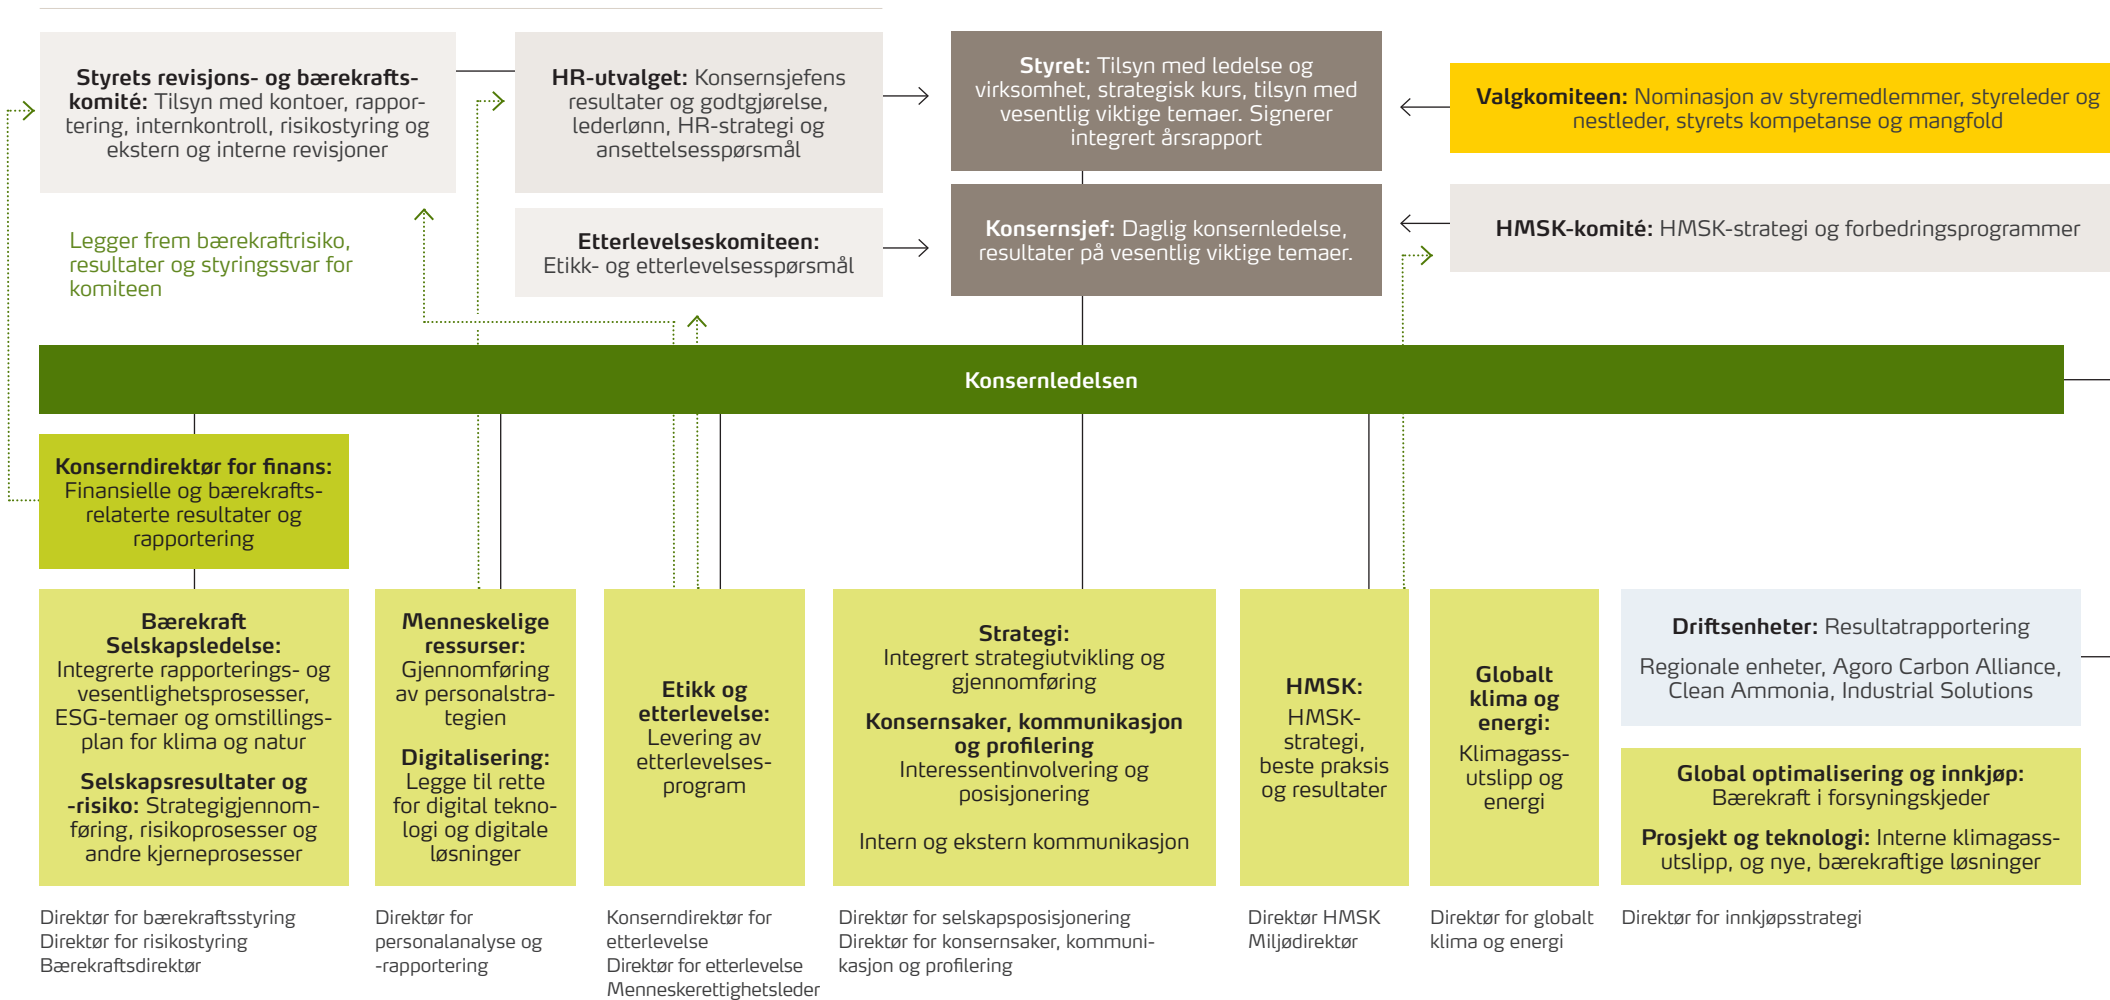 Styrets revisjons- og bærekrafts-
komité: Tilsyn med kontoer, rappor-
tering, internkontroll, risikostyring og
ekstern og interne revisjoner
HR-utvalget: Konsernsjefens
resultater og godtgjørelse,
lederlønn, HR-strategi og
ansettelsesspørsmål
Styret: Tilsyn med ledelse og
virksomhet, strategisk kurs, tilsyn med
vesentlig viktige temaer. Signerer
integrert årsrapport
Valgkomiteen: Nominasjon av styremedlemmer, styreleder og
nestleder, styrets kompetanse og mangfold
Legger frem bærekraftrisiko,
resultater og styringssvar for
komiteen
Etterlevelseskomiteen:
Etikk- og etterlevelsesspørsmål
Konsernsjef: Daglig konsernledelse,
resultater på vesentlig viktige temaer.
HMSK-komité: HMSK-strategi og forbedringsprogrammer
Konsernledelsen
Konserndirektør for finans:
Finansielle og bærekrafts-
relaterte resultater og
rapportering
Bærekraft
Selskapsledelse:
Integrerte rapporterings- og
vesentlighetsprosesser,
ESG-temaer og omstillings-
plan for klima og natur
Selskapsresultater og
-risiko: Strategigjennom-
føring, risikoprosesser og
andre kjerneprosesser
Menneskelige
ressurser:
Gjennomføring
av personalstra-
tegien
Digitalisering:
Legge til rette
for digital tekno-
logi og digitale
løsninger
Etikk og
etterlevelse:
Levering av
etterlevelses-
program
Strategi:
Integrert strategiutvikling og
gjennomføring
Konsernsaker, kommunikasjon
og profilering
Interessentinvolvering og
posisjonering
Intern og ekstern kommunikasjon
HMSK:
HMSK-
strategi,
beste praksis
og resultater
Globalt
klima og
energi:
Klimagass-
utslipp og
energi
Driftsenheter: Resultatrapportering
Regionale enheter, Agoro Carbon Alliance,
Clean Ammonia, Industrial Solutions
Global optimalisering og innkjøp:
Bærekraft i forsyningskjeder
Prosjekt og teknologi: Interne klimagass-
utslipp, og nye, bærekraftige løsninger
Direktør for bærekraftsstyring
Direktør for risikostyring
Bærekraftsdirektør
Direktør for
personalanalyse og
-rapportering
Konserndirektør for
etterlevelse
Direktør for etterlevelse
Menneskerettighetsleder
Direktør for selskapsposisjonering
Direktør for konsernsaker, kommuni-
kasjon og profilering
Direktør HMSK
Miljødirektør
Direktør for globalt
klima og energi
Direktør for innkjøpsstrategi